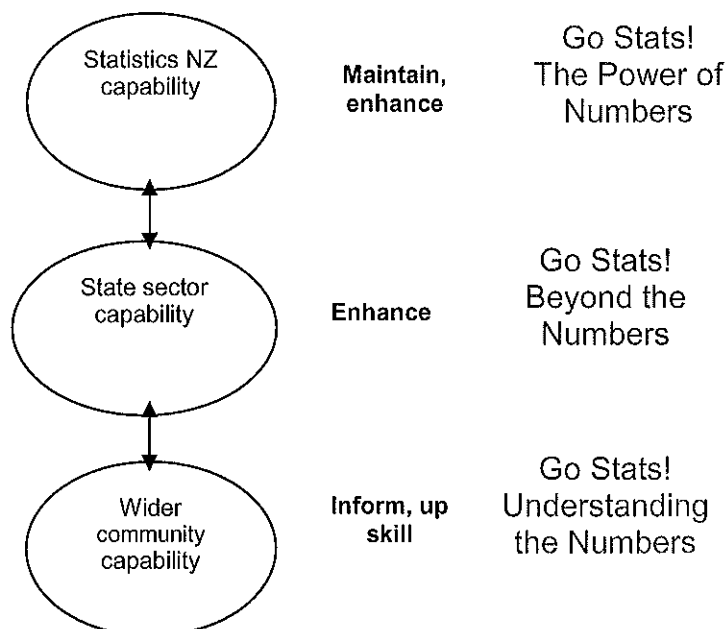 Statistics NZ
capability
Maintain,
enhance
Go Stats!
The Power of
Numbers
State sector
capability
Enhance
Go Stats!
Beyond the
Numbers
Wider
community
capability
Inform, up
skill
Go Stats!
Understanding
the Numbers